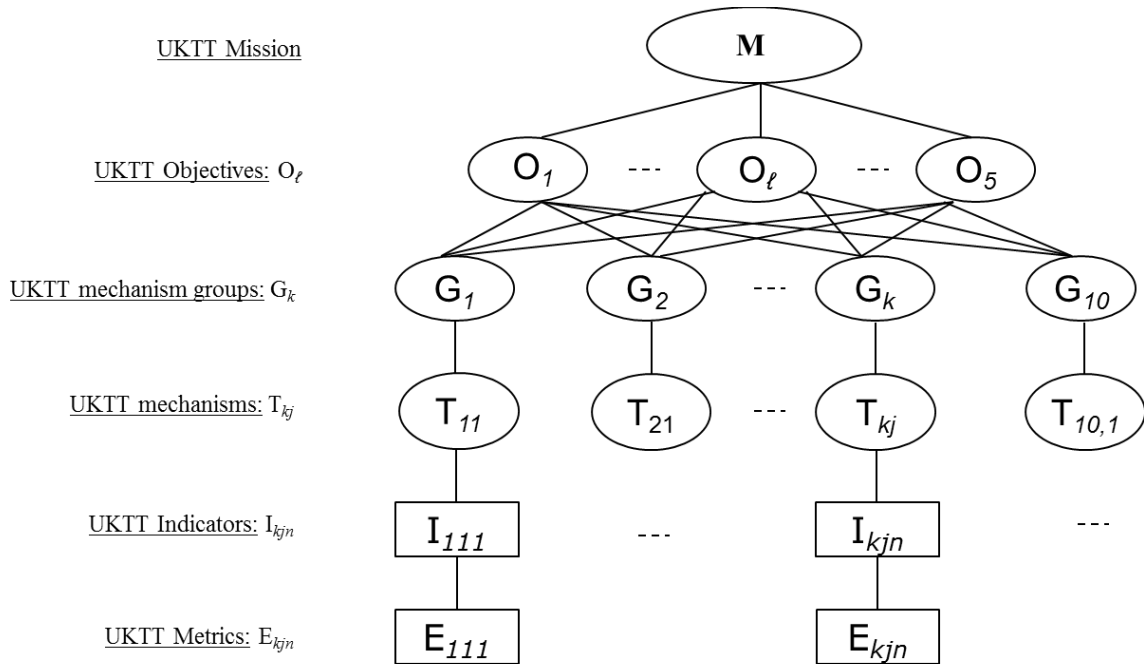 UKTT Mission M
UKTT Objectives: Oℓ O1 --- Oℓ --- O5
UKTT mechanism groups: Gk G1 G2 --- Gk G10
UKTT mechanisms: Tkj T11 T21 --- Tkj T10,1
UKTT Indicators: Ikjn I111 --- Ikjn ---
UKTT Metrics: Ekjn E111 Ekjn